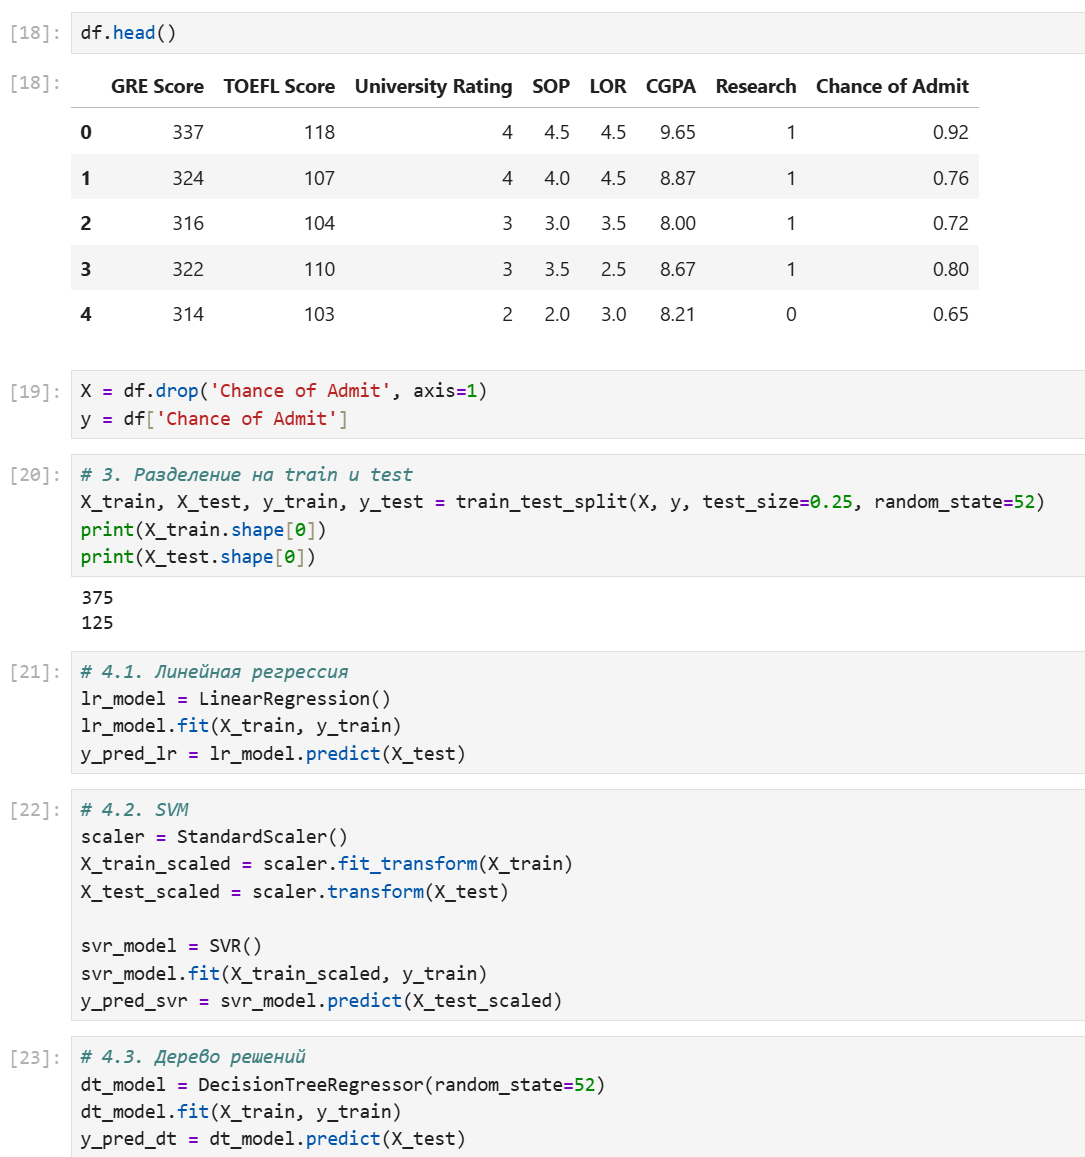 [18]: df.head()
[18]: GRE Score TOEFL Score University Rating SOP LOR CGPA Research Chance of Admit
0 337 118 4 4.5 4.5 9.65 1 0.92
1 324 107 4 4.0 4.5 8.87 1 0.76
2 316 104 3 3.0 3.5 8.00 1 0.72
3 322 110 3 3.5 2.5 8.67 1 0.80
4 314 103 2 2.0 3.0 8.21 0 0.65
[19]: X = df.drop('Chance of Admit', axis=1)
y = df['Chance of Admit']
[20]: # 3. Разделение на train и test
X_train, X_test, y_train, y_test = train_test_split(X, y, test_size=0.25, random_state=52)
print(X_train.shape[0])
print(X_test.shape[0])
375
125
[21]: # 4.1. Линейная регрессия
lr_model = LinearRegression()
lr_model.fit(X_train, y_train)
y_pred_lr = lr_model.predict(X_test)
[22]: # 4.2. SVM
scaler = StandardScaler()
X_train_scaled = scaler.fit_transform(X_train)
X_test_scaled = scaler.transform(X_test)
svr_model = SVR()
svr_model.fit(X_train_scaled, y_train)
y_pred_svr = svr_model.predict(X_test_scaled)
[23]: # 4.3. Дерево решений
dt_model = DecisionTreeRegressor(random_state=52)
dt_model.fit(X_train, y_train)
y_pred_dt = dt_model.predict(X_test)